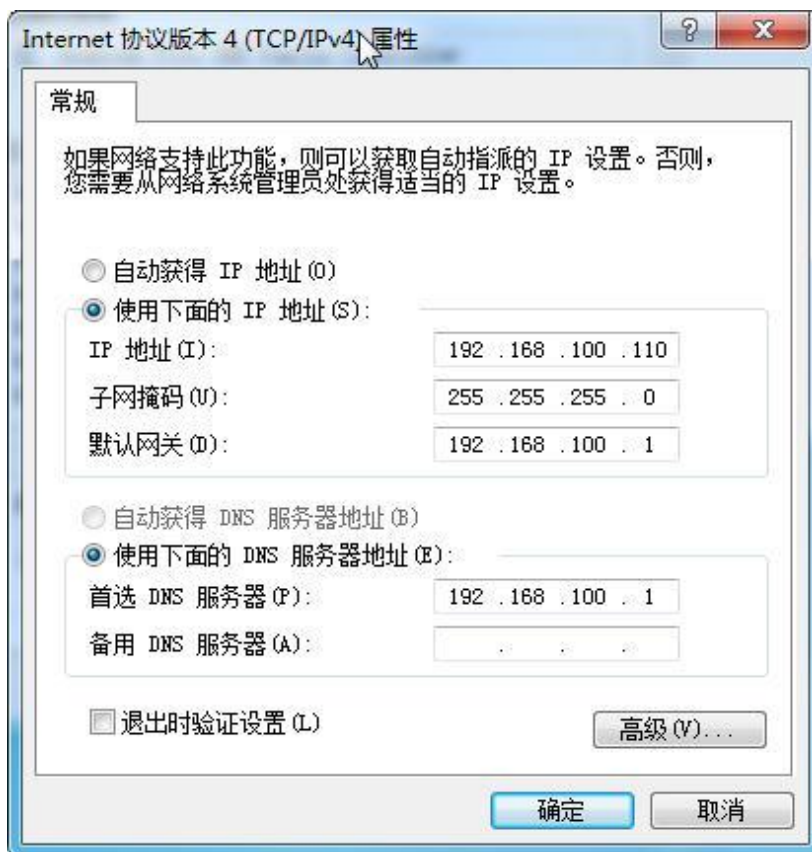 Internet 协议版本 4 (TCP/IPv4) 属性
常规
如果网络支持此功能，则可以获取自动指派的 IP 设置。否则，
您需要从网络系统管理员处获得适当的 IP 设置。
自动获得 IP 地址(O)
使用下面的 IP 地址(S):
IP 地址(I): 192 .168 .100 .110
子网掩码(U): 255 .255 .255 . 0
默认网关(D): 192 .168 .100 . 1
自动获得 DNS 服务器地址(B)
使用下面的 DNS 服务器地址(E):
首选 DNS 服务器(P): 192 .168 .100 . 1
备用 DNS 服务器(A): . . .
退出时验证设置(L)
高级(V)...
确定 取消